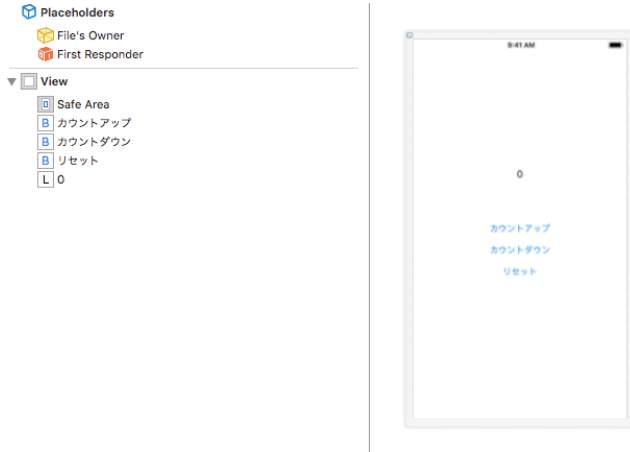 Placeholders
File's Owner
First Responder
View
Safe Area
B カウントアップ
B カウントダウン
B リセット
L 0
9:41 AM
0
カウントアップ
カウントダウン
リセット